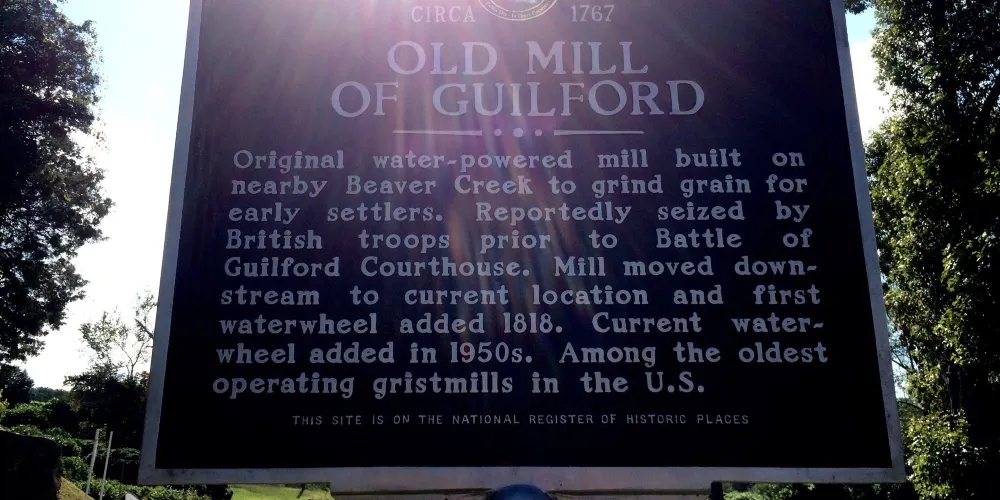 CIRCA 1767
OLD MILL
OF GUILFORD
Original water-powered mill built on
nearby Beaver Creek to grind grain for
early settlers. Reportedly seized by
British troops prior to Battle of
Guilford Courthouse. Mill moved down-
stream to current location and first
waterwheel added 1818. Current water-
wheel added in 1950s. Among the oldest
operating gristmills in the U.S.
THIS SITE IS ON THE NATIONAL REGISTER OF HISTORIC PLACES